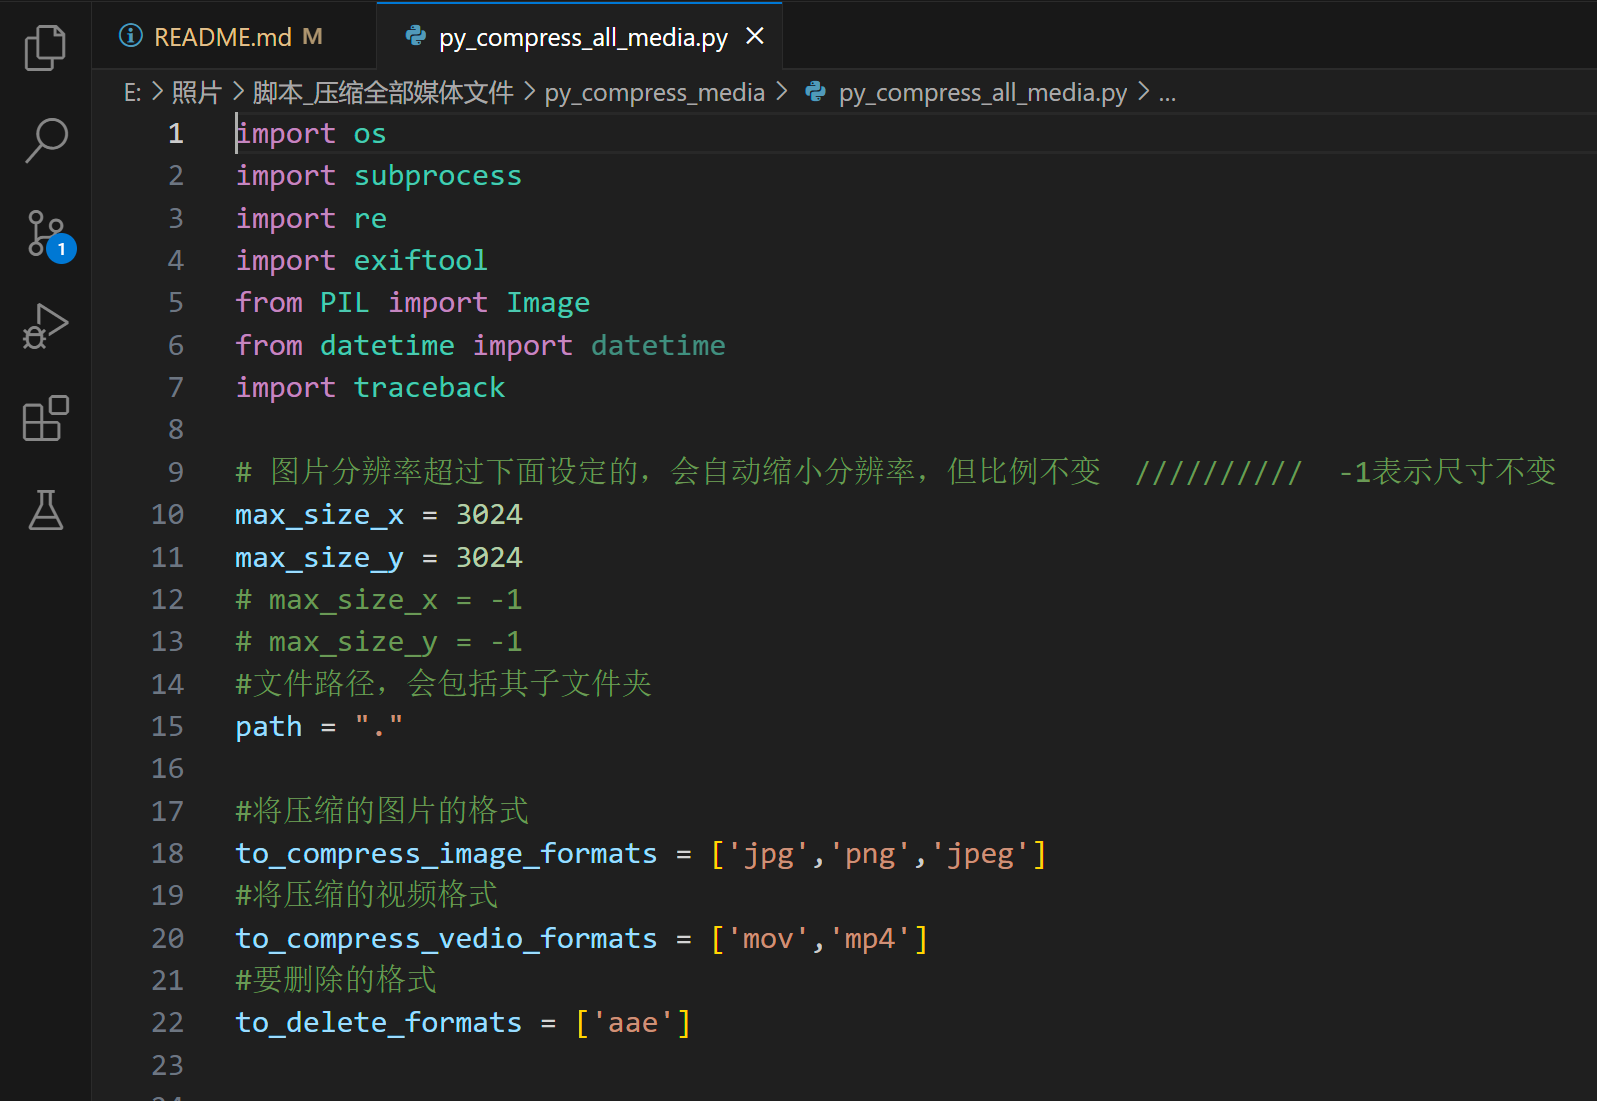 README.md M
py_compress_all_media.py
E: > 照片 > 脚本_压缩全部媒体文件 > py_compress_media > py_compress_all_media.py > ...
1 import os
2 import subprocess
3 import re
4 import exiftool
5 from PIL import Image
6 from datetime import datetime
7 import traceback
8
9 # 图片分辨率超过下面设定的，会自动缩小分辨率，但比例不变 ////////// -1表示尺寸不变
10 max_size_x = 3024
11 max_size_y = 3024
12 # max_size_x = -1
13 # max_size_y = -1
14 #文件路径，会包括其子文件夹
15 path = "."
16
17 #将压缩的图片的格式
18 to_compress_image_formats = ['jpg','png','jpeg']
19 #将压缩的视频格式
20 to_compress_vedio_formats = ['mov','mp4']
21 #要删除的格式
22 to_delete_formats = ['aae']
23
1